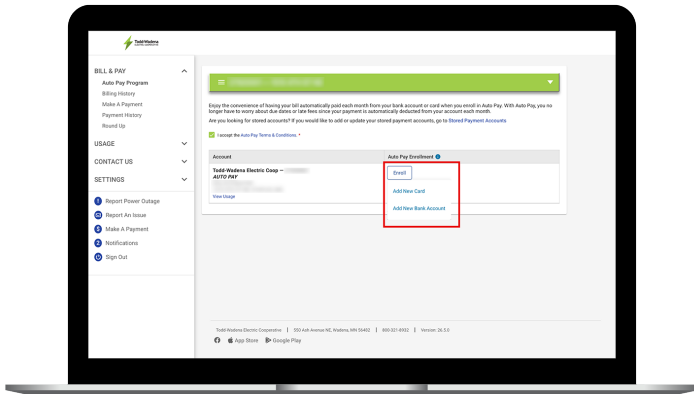 Todd-Wadena
ELECTRIC COOPERATIVE
BILL & PAY
Auto Pay Program
Billing History
Make A Payment
Payment History
Round Up
USAGE
CONTACT US
SETTINGS
Report Power Outage
Report An Issue
Make A Payment
Notifications
Sign Out
Enjoy the convenience of having your bill automatically paid each month from your bank account or card when you enroll in Auto Pay. With Auto Pay, you no
longer have to worry about due dates or late fees since your payment is automatically deducted from your account each month.
Are you looking for stored accounts? If you would like to add or update your stored payment accounts, go to Stored Payment Accounts
I accept the Auto Pay Terms & Conditions. *
Account Auto Pay Enrollment
Todd-Wadena Electric Coop –
AUTO PAY
View Usage
Enroll
Add New Card
Add New Bank Account
Todd-Wadena Electric Cooperative | 550 Ash Avenue NE, Wadena, MN 56482 | 800-321-8932 | Version: 26.5.0
App Store Google Play